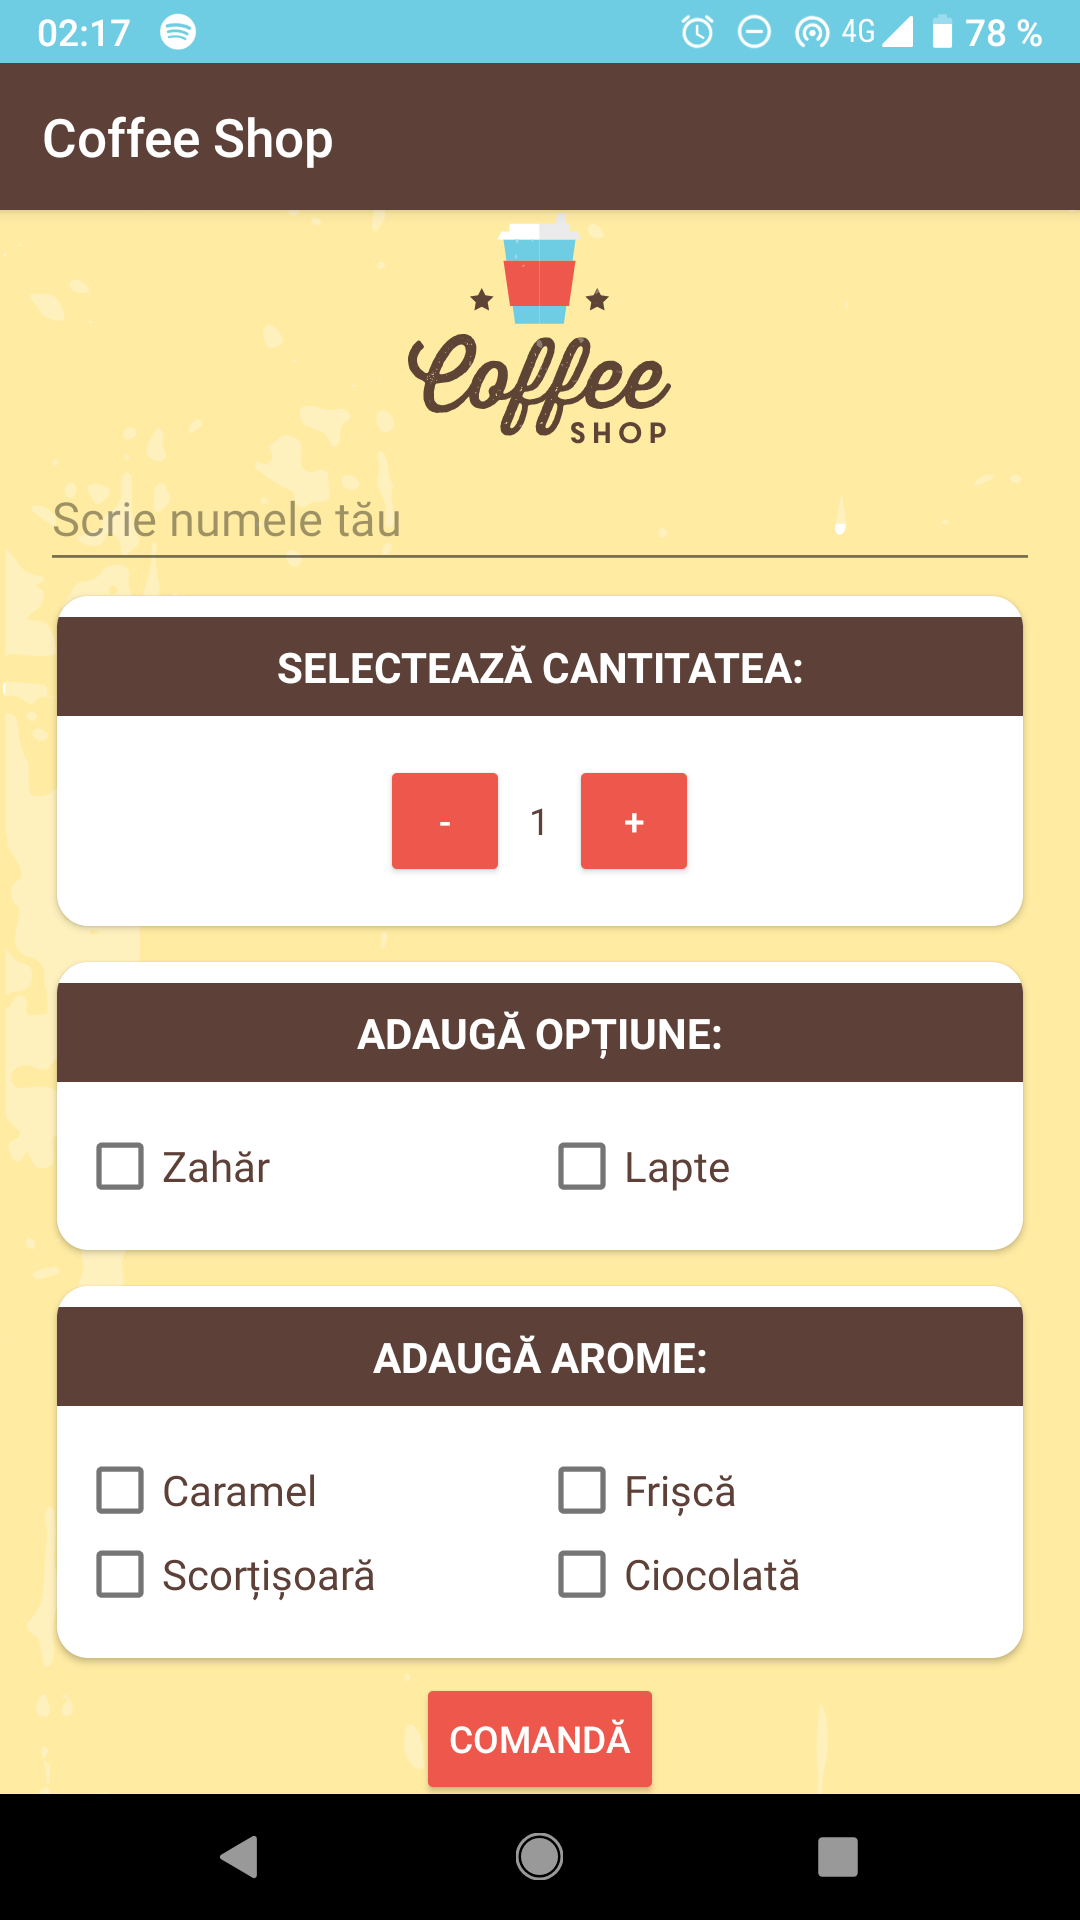 02:17 4G 78 %
Coffee Shop
Coffee
SHOP
Scrie numele tău
SELECTEAZĂ CANTITATEA:
- 1 +
ADAUGĂ OPȚIUNE:
Zahăr Lapte
ADAUGĂ AROME:
Caramel Frișcă
Scorțișoară Ciocolată
COMANDĂ